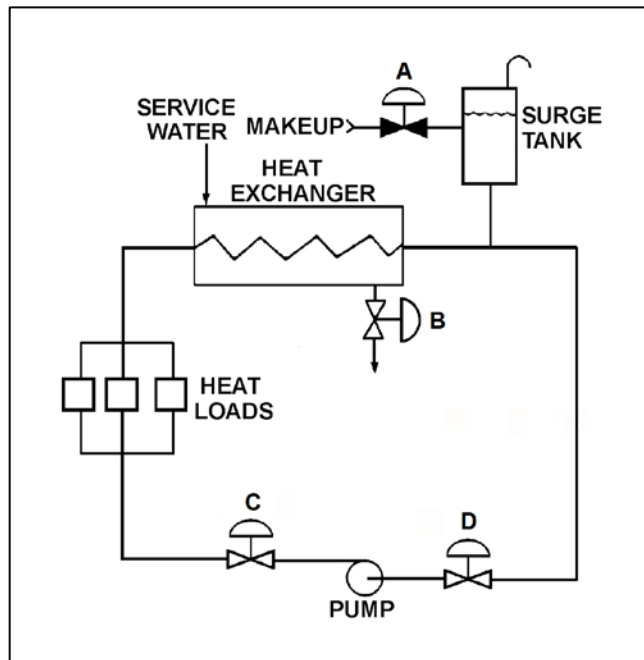 A
SERVICE
WATER
MAKEUP
SURGE
TANK
HEAT
EXCHANGER
B
HEAT
LOADS
C
D
PUMP